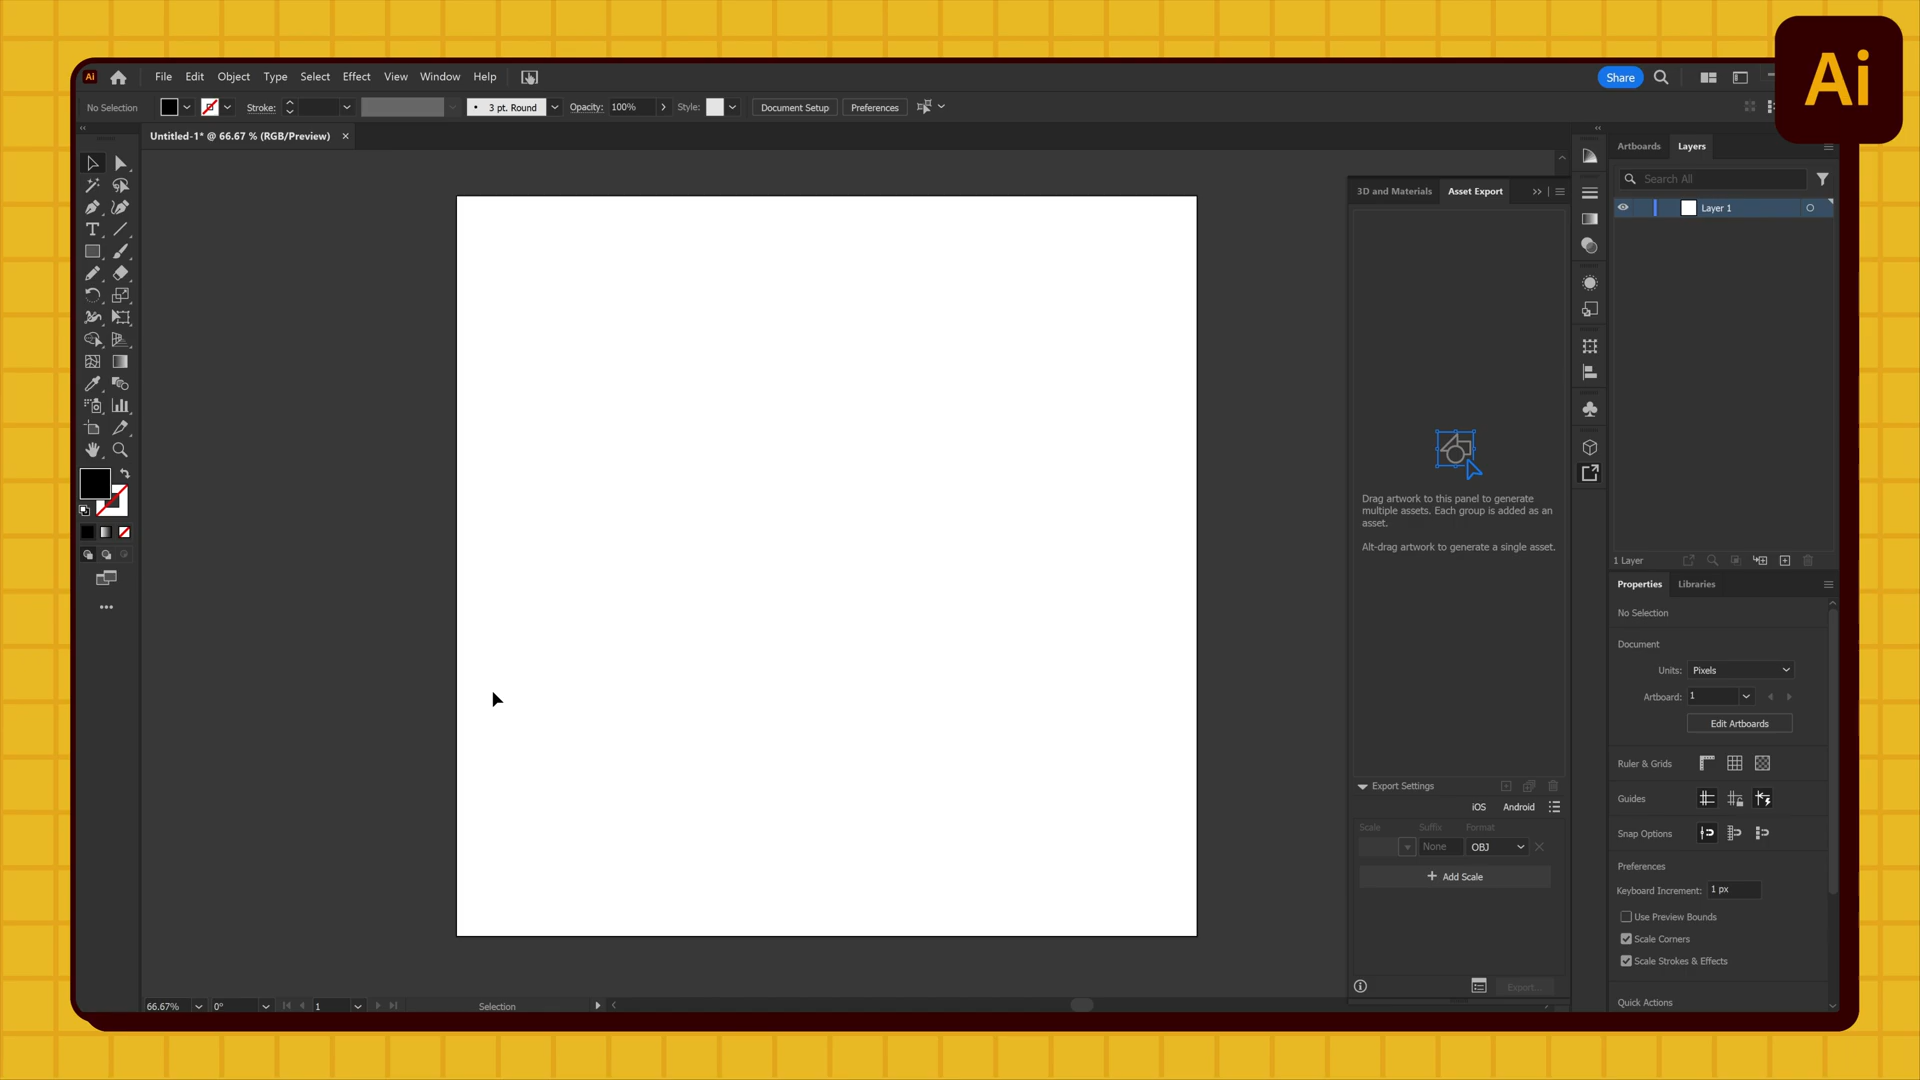 Ai
Ai File Edit Object Type Select Effect View Window Help Share
No Selection Stroke: 3 pt. Round Opacity: 100% Style: Document Setup Preferences
Untitled-1* @ 66.67 % (RGB/Preview) ×
T
3D and Materials Asset Export
Drag artwork to this panel to generate
multiple assets. Each group is added as an
asset.
Alt-drag artwork to generate a single asset.
Export Settings
iOS Android
Scale Suffix Format
None OBJ
+ Add Scale
Export...
Artboards Layers
Search All
Layer 1
1 Layer
Properties Libraries
No Selection
Document
Units: Pixels
Artboard: 1
Edit Artboards
Ruler & Grids
Guides
Snap Options
Preferences
Keyboard Increment: 1 px
Use Preview Bounds
Scale Corners
Scale Strokes & Effects
Quick Actions
66.67% 0° 1 Selection